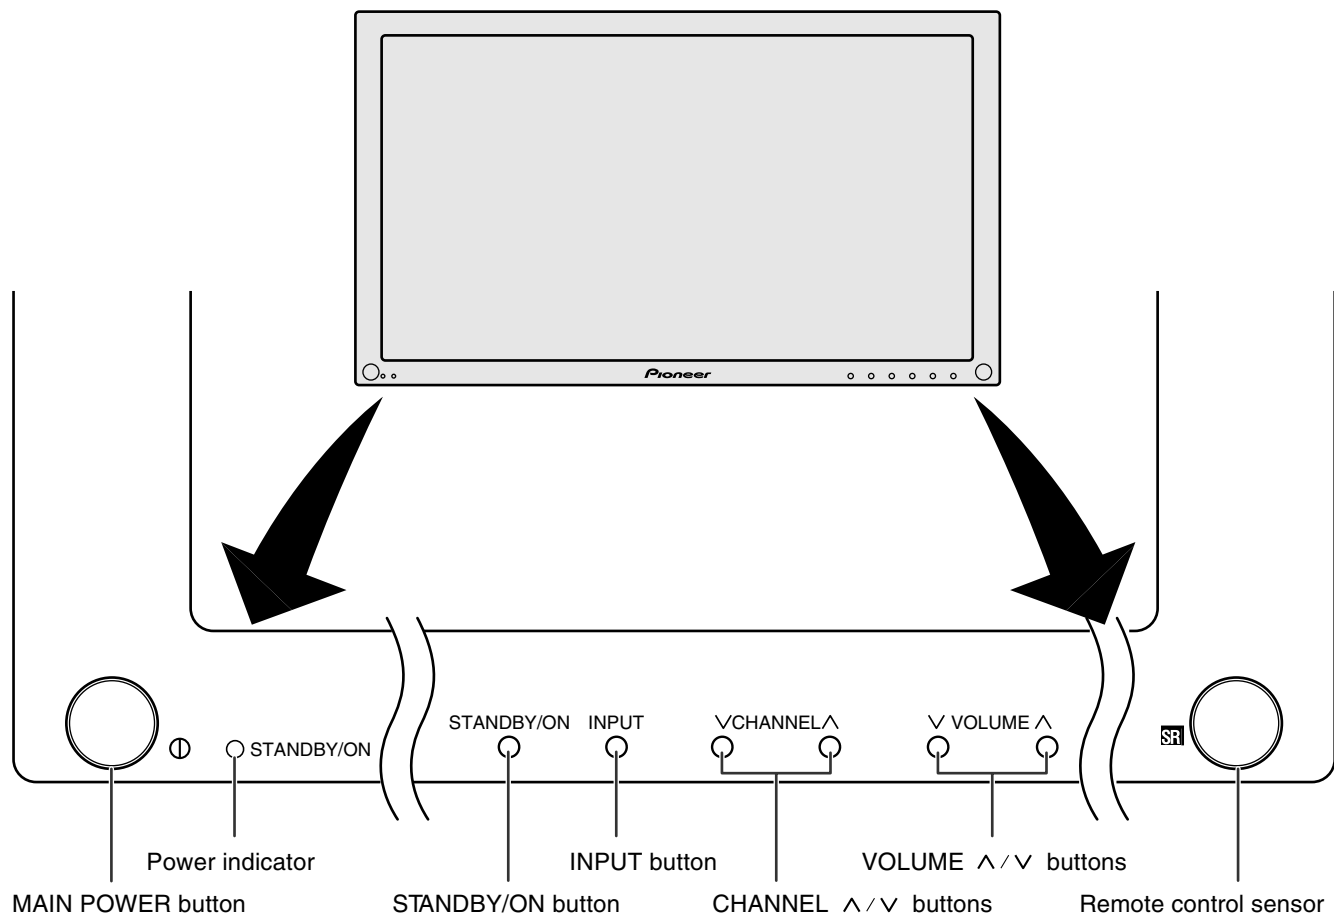 Pioneer
STANDBY/ON
STANDBY/ON INPUT ∨CHANNEL∧ ∨ VOLUME ∧
SR
Power indicator
INPUT button
VOLUME ∧/∨ buttons
MAIN POWER button
STANDBY/ON button
CHANNEL ∧/∨ buttons
Remote control sensor